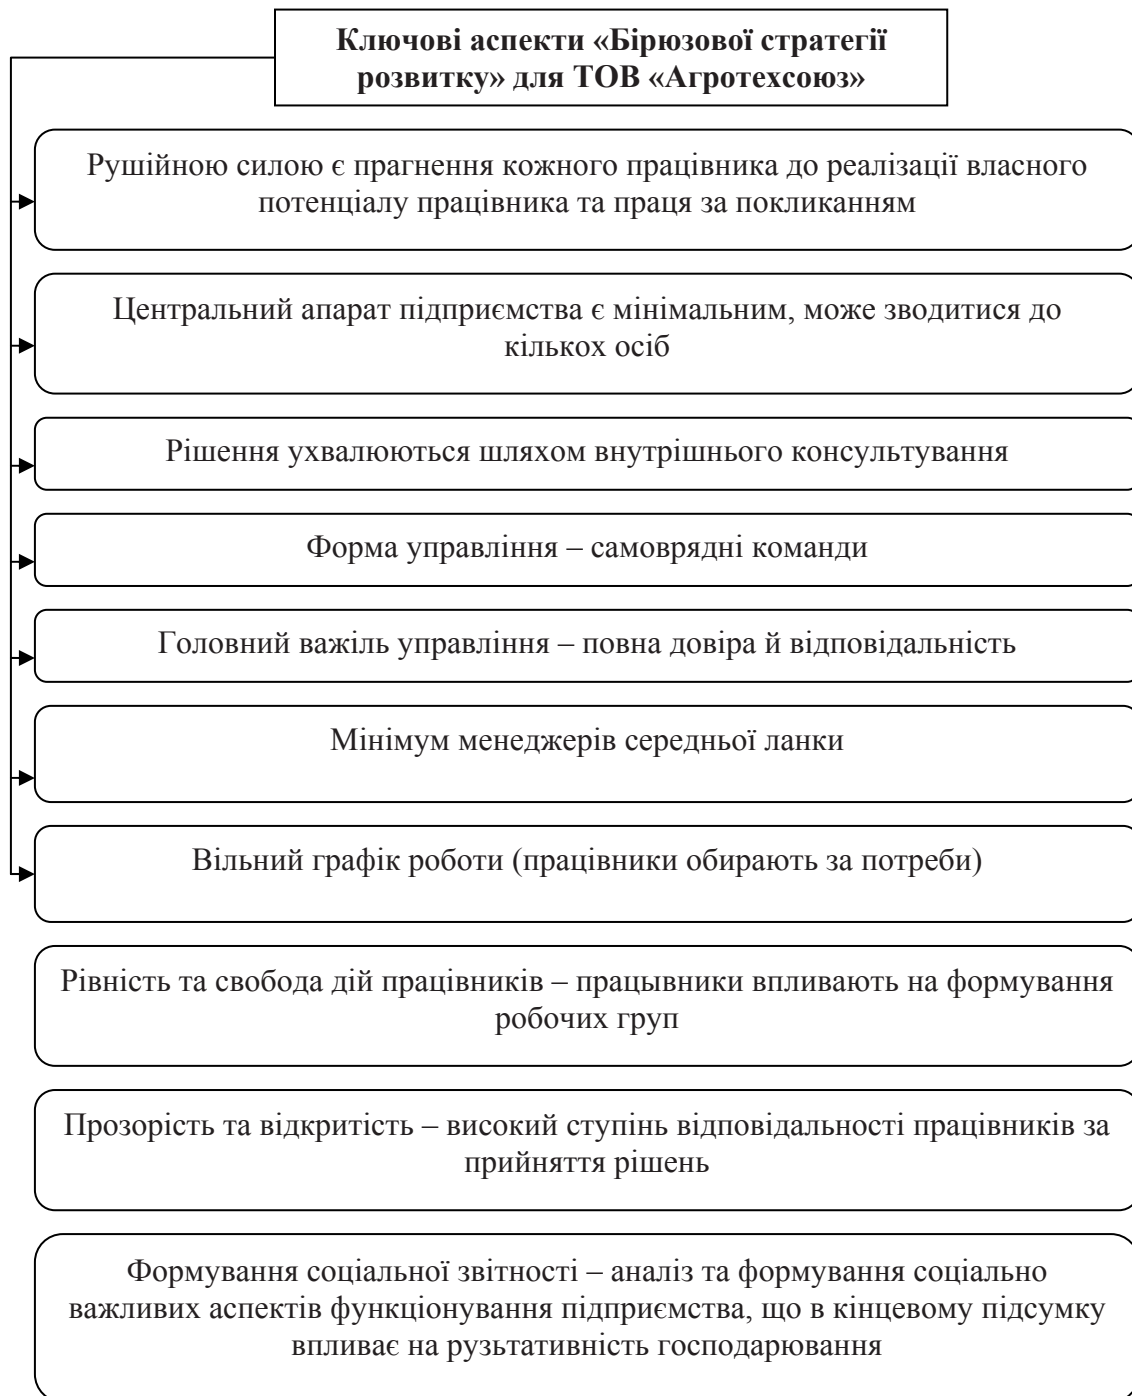 Ключові аспекти «Бірюзової стратегії
розвитку» для ТОВ «Агротехсоюз»
Рушійною силою є прагнення кожного працівника до реалізації власного
потенціалу працівника та праця за покликанням
Центральний апарат підприємства є мінімальним, може зводитися до
кількох осіб
Рішення ухвалюються шляхом внутрішнього консультування
Форма управління – самоврядні команди
Головний важіль управління – повна довіра й відповідальність
Мінімум менеджерів середньої ланки
Вільний графік роботи (працівники обирають за потреби)
Рівність та свобода дій працівників – працывники впливають на формування
робочих груп
Прозорість та відкритість – високий ступінь відповідальності працівників за
прийняття рішень
Формування соціальної звітності – аналіз та формування соціально
важливих аспектів функціонування підприємства, що в кінцевому підсумку
впливає на рузьтативність господарювання